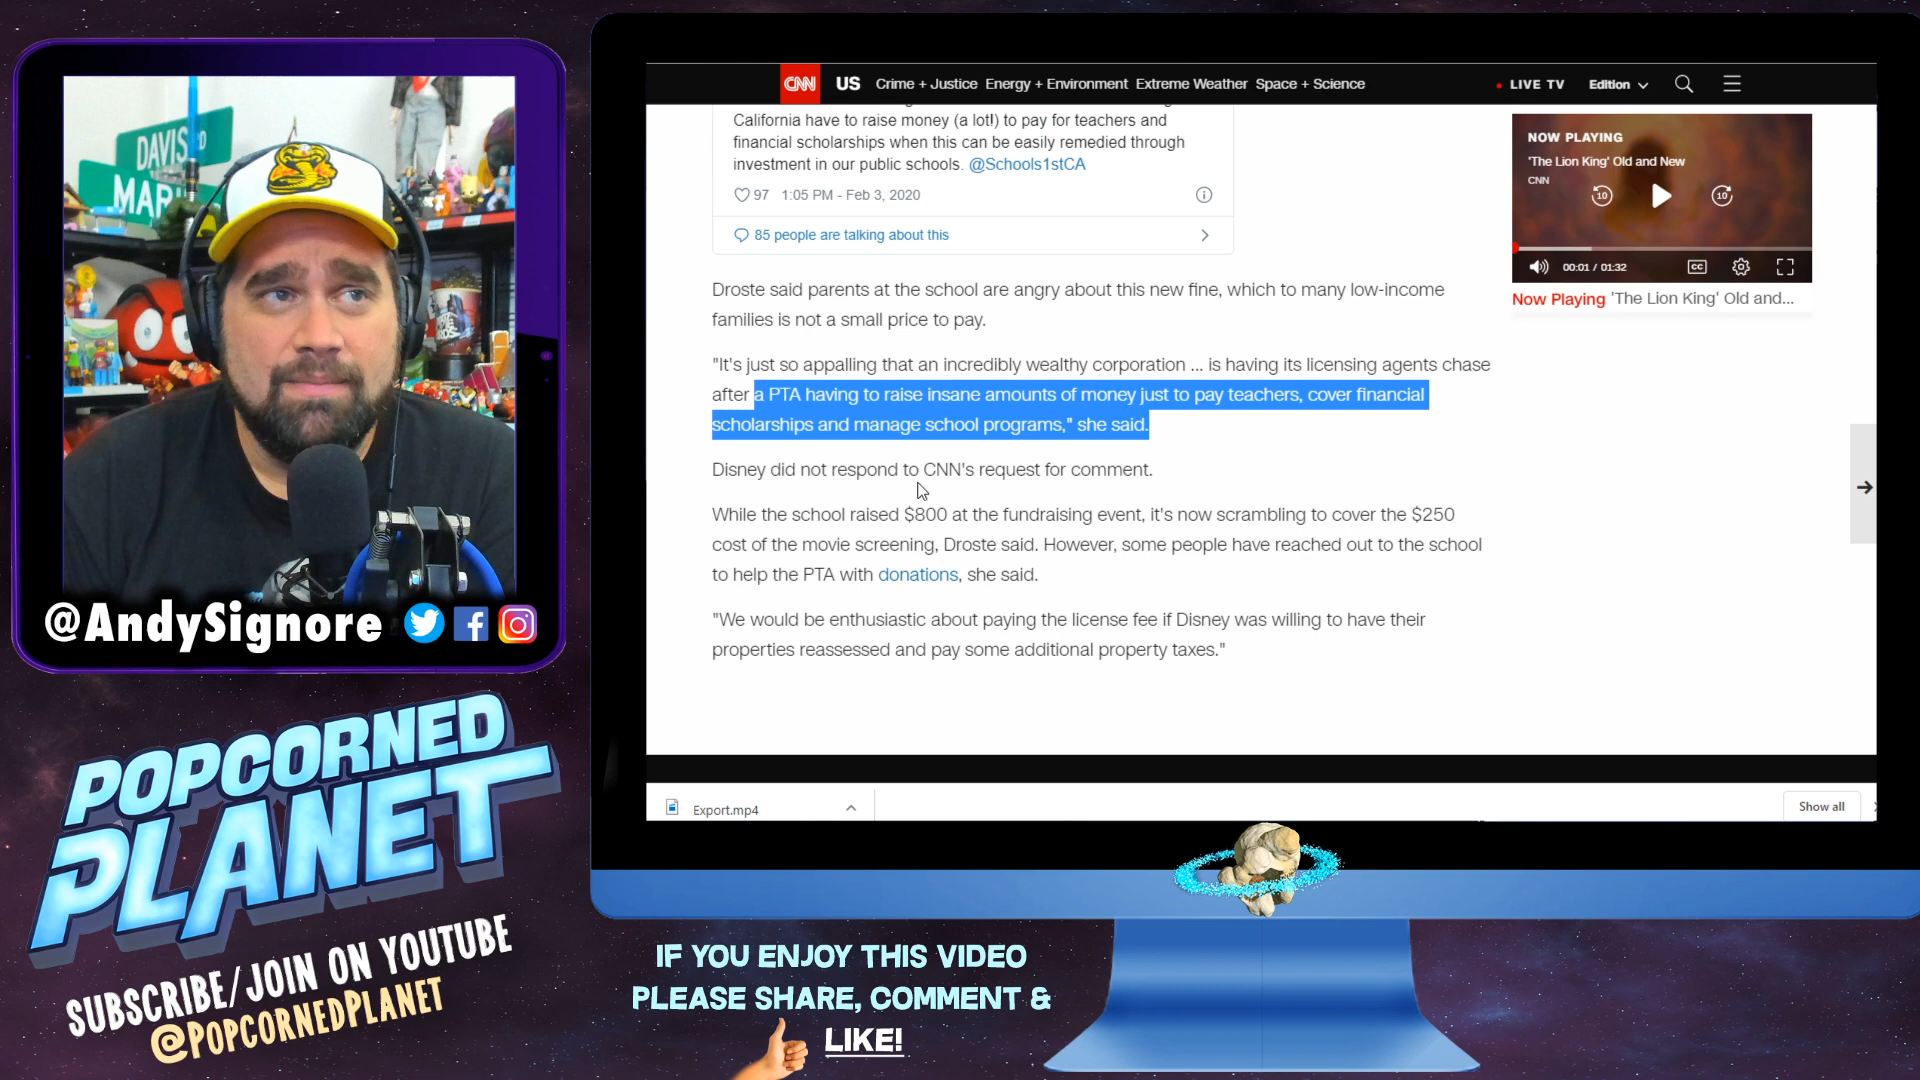 DAVIS RD
MAR
@AndySignore
POPCORNED
PLANET
SUBSCRIBE/JOIN ON YOUTUBE
@POPCORNEDPLANET
CNN US Crime + Justice Energy + Environment Extreme Weather Space + Science LIVE TV Edition
California have to raise money (a lot!) to pay for teachers and
financial scholarships when this can be easily remedied through
investment in our public schools. @Schools1stCA
97 1:05 PM - Feb 3, 2020
85 people are talking about this
Droste said parents at the school are angry about this new fine, which to many low-income
families is not a small price to pay.
"It's just so appalling that an incredibly wealthy corporation ... is having its licensing agents chase
after a PTA having to raise insane amounts of money just to pay teachers, cover financial
scholarships and manage school programs," she said.
Disney did not respond to CNN's request for comment.
While the school raised $800 at the fundraising event, it's now scrambling to cover the $250
cost of the movie screening, Droste said. However, some people have reached out to the school
to help the PTA with donations, she said.
"We would be enthusiastic about paying the license fee if Disney was willing to have their
properties reassessed and pay some additional property taxes."
NOW PLAYING
'The Lion King' Old and New
CNN
10 10
00:01 / 01:32 CC
Now Playing 'The Lion King' Old and...
Export.mp4
Show all
IF YOU ENJOY THIS VIDEO
PLEASE SHARE, COMMENT &
LIKE!